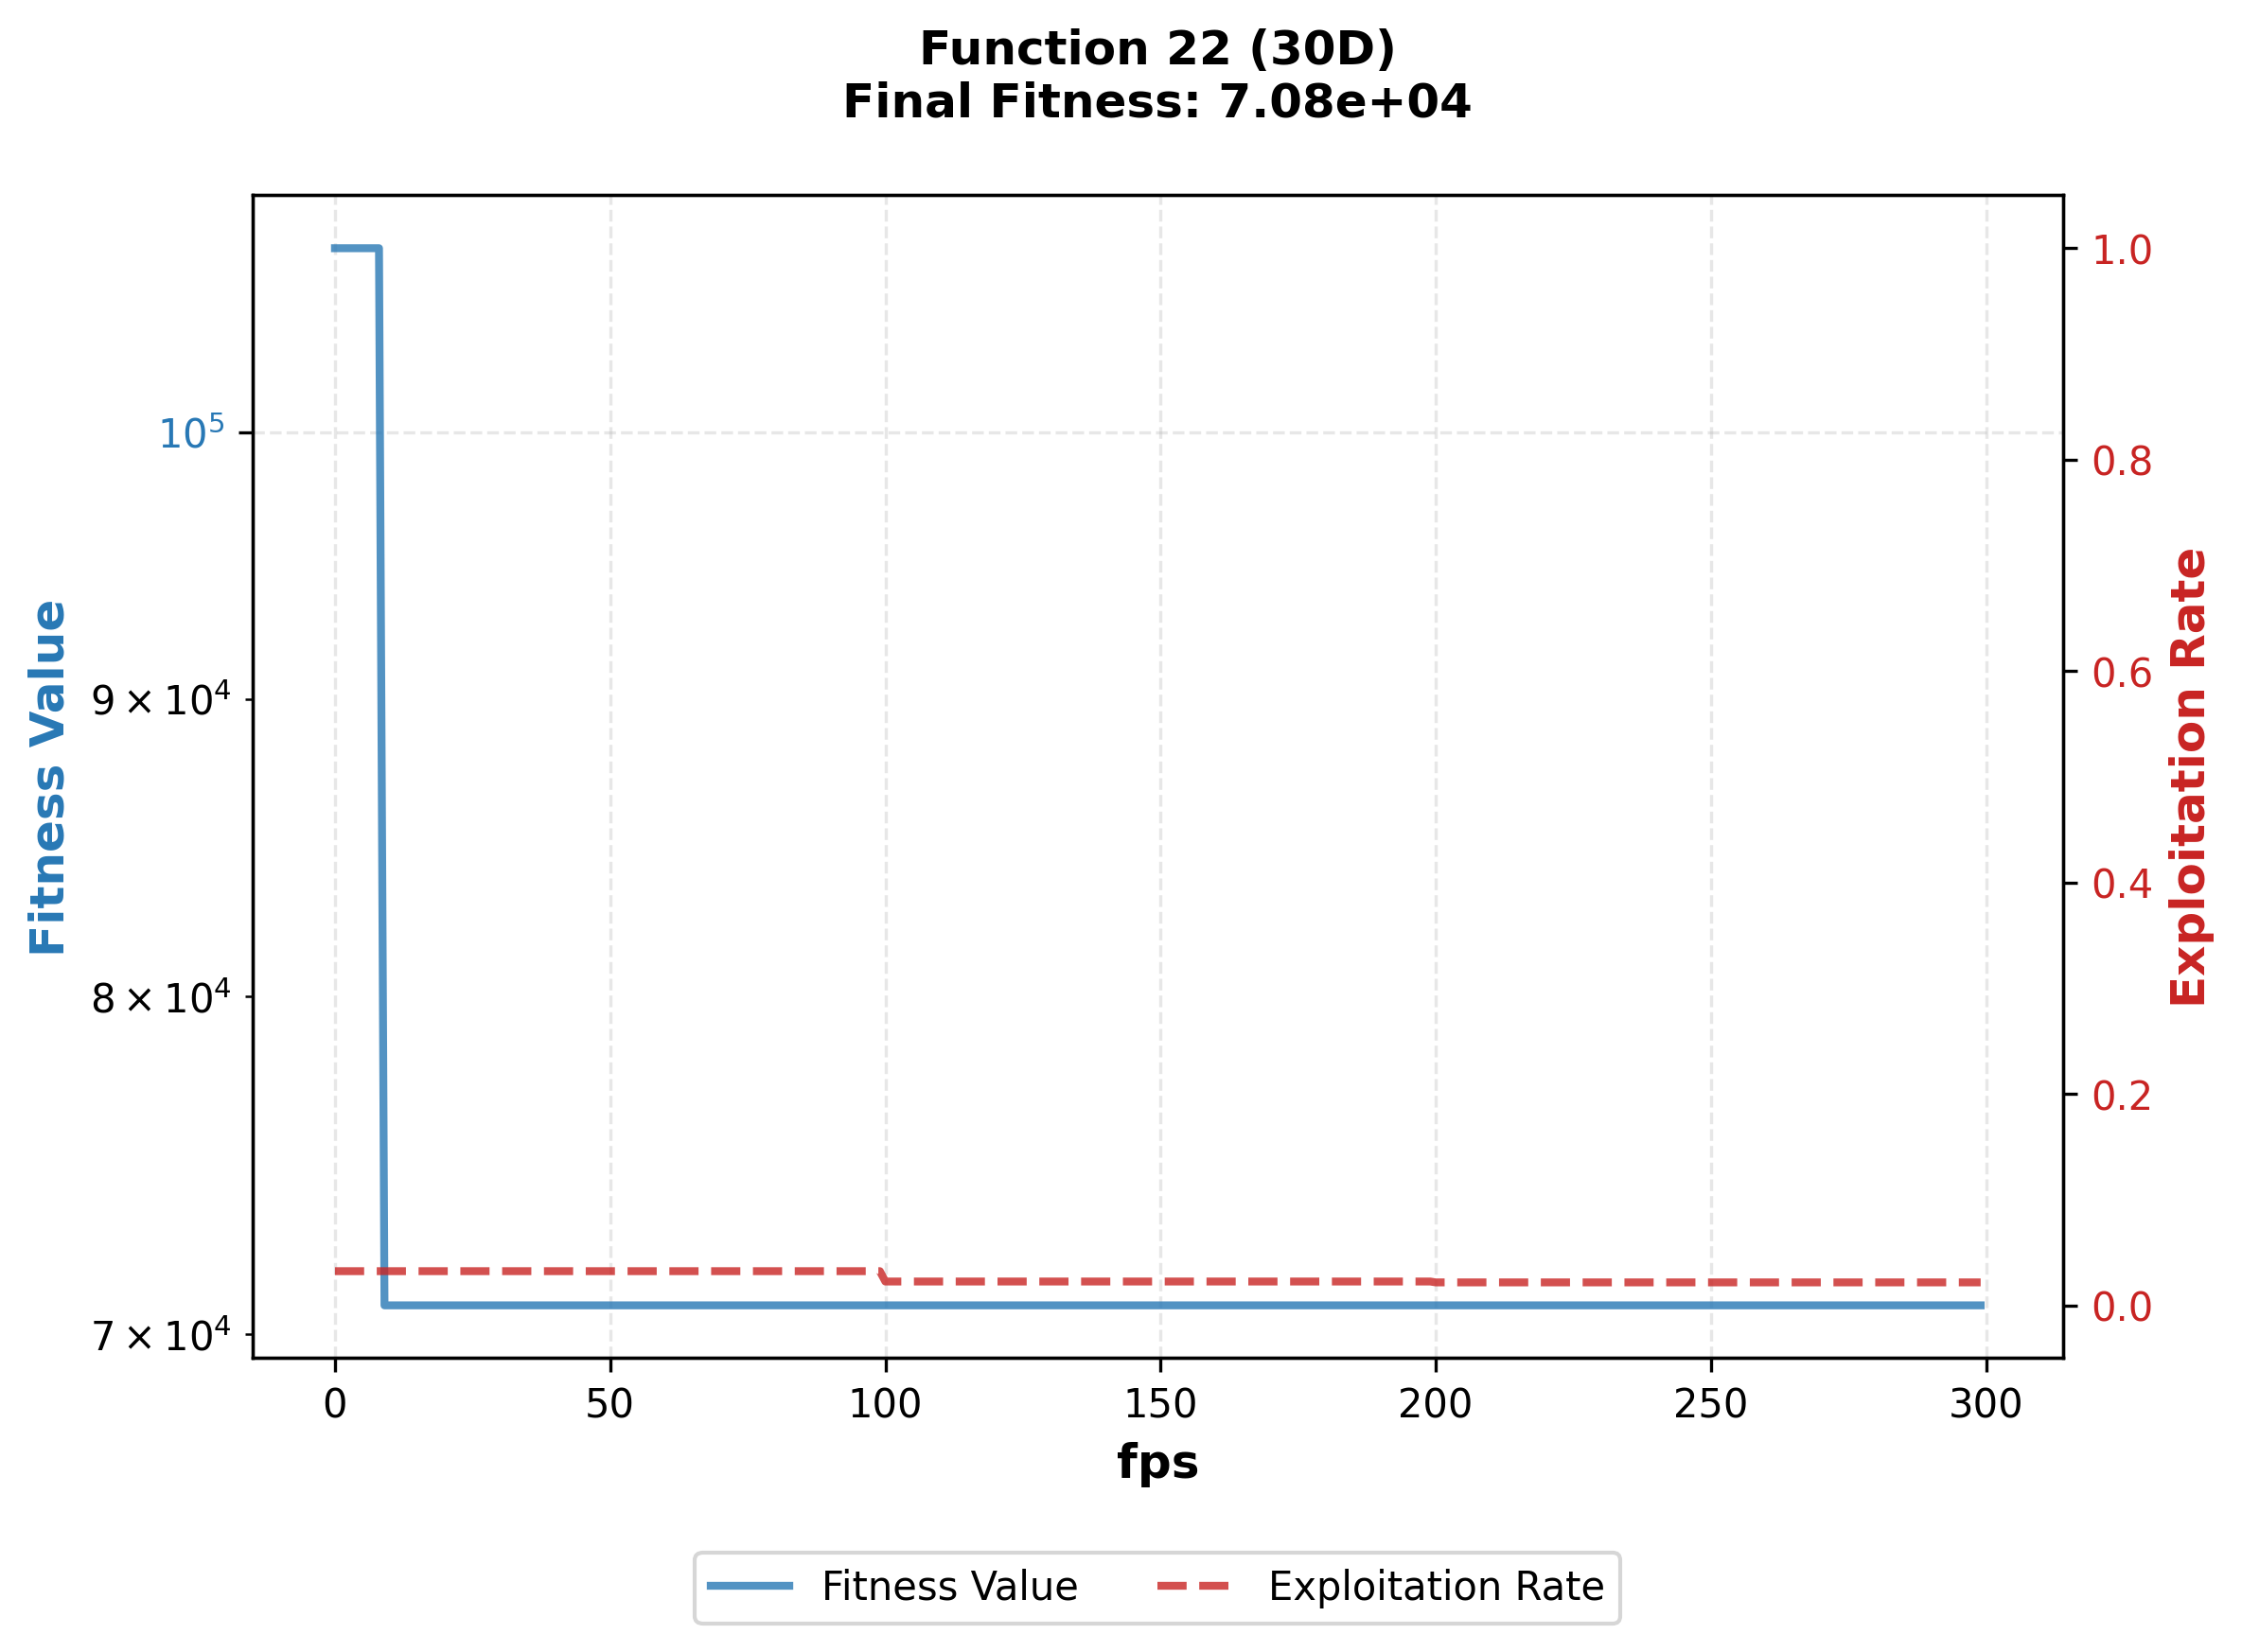 Function 22 (30D)
Final Fitness: 7.08e+04
Fitness Value
10⁵
9 × 10⁴
8 × 10⁴
7 × 10⁴
1.0
0.8
0.6
0.4
0.2
0.0
Exploitation Rate
0 50 100 150 200 250 300
fps
Fitness Value Exploitation Rate